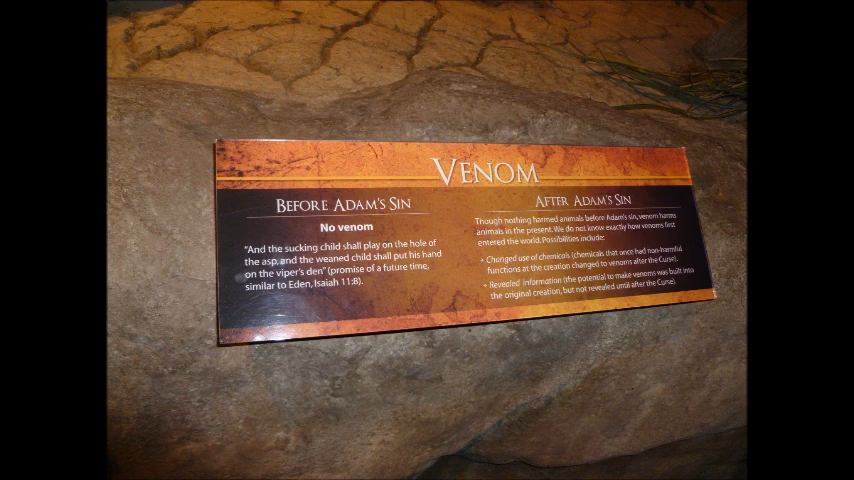 VENOM
BEFORE ADAM'S SIN
No venom
"And the sucking child shall play on the hole of
the asp, and the weaned child shall put his hand
on the viper's den" (promise of a future time,
similar to Eden, Isaiah 11:8).
AFTER ADAM'S SIN
Though nothing harmed animals before Adam's sin, venom harms
animals in the present. We do not know exactly how venoms first
entered the world. Possibilities include:
• Changed use of chemicals (chemicals that once had non-harmful
functions at the creation changed to venoms after the Curse).
• Revealed information (the potential to make venoms was built into
the original creation, but not revealed until after the Curse).